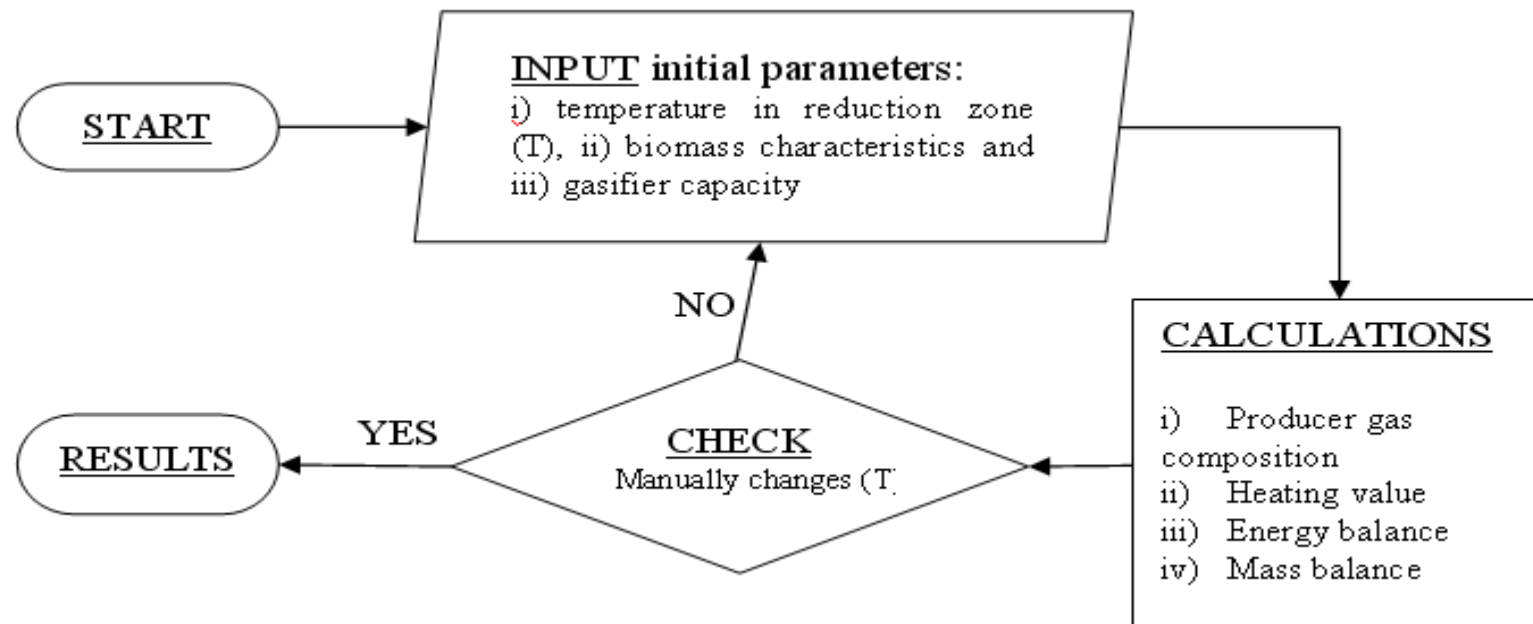 START
INPUT initial parameters:
i) temperature in reduction zone
(T), ii) biomass characteristics and
iii) gasifier capacity
NO
CALCULATIONS
i) Producer gas
composition
ii) Heating value
iii) Energy balance
iv) Mass balance
CHECK
Manually changes (T
YES
RESULTS